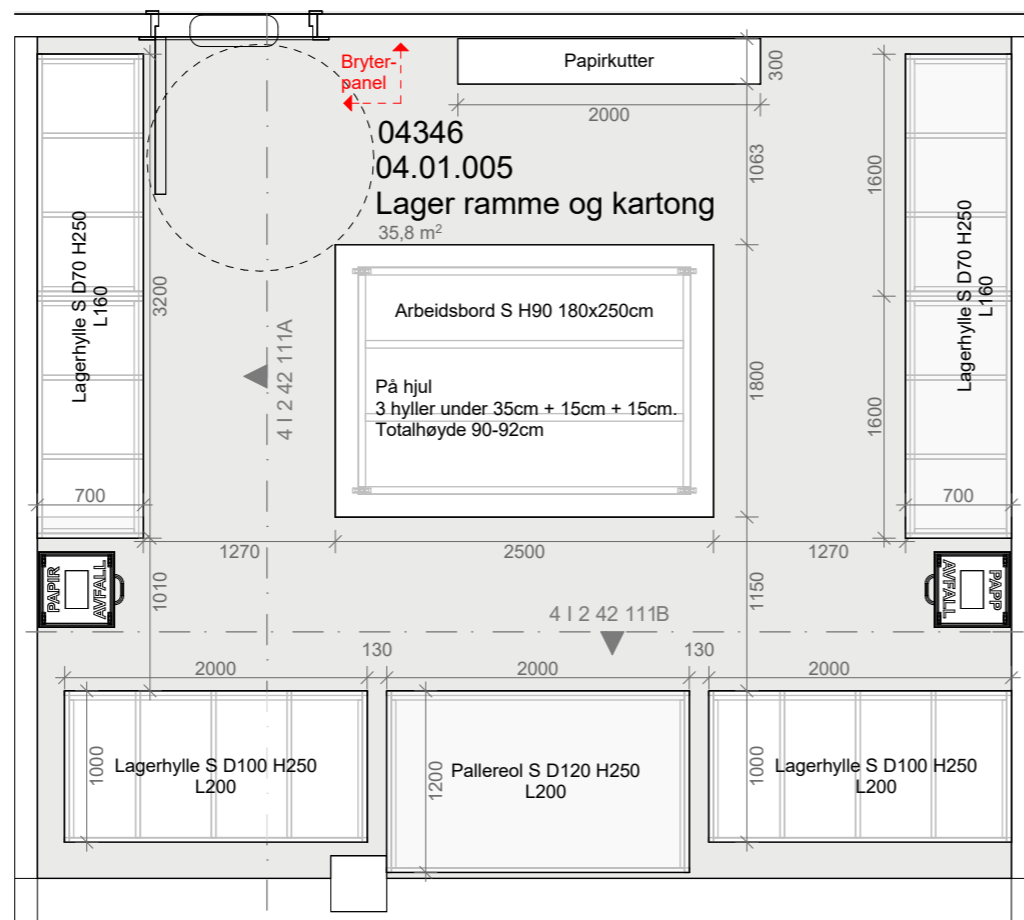 Bryter-
panel
Papirkutter
300
2000
04346
04.01.005
Lager ramme og kartong
35,8 m²
1063
1600
Lagerhylle S D70 H250
L160
3200
4 I 2 42 111A
Arbeidsbord S H90 180x250cm
På hjul
3 hyller under 35cm + 15cm + 15cm.
Totalhøyde 90-92cm
1800
1600
Lagerhylle S D70 H250
L160
700
700
1270
2500
1270
PAPIR
AVFALL
1010
1150
PAPP
AVFALL
4 I 2 42 111B
130
130
2000
2000
2000
1000
Lagerhylle S D100 H250
L200
1200
Pallereol S D120 H250
L200
1000
Lagerhylle S D100 H250
L200